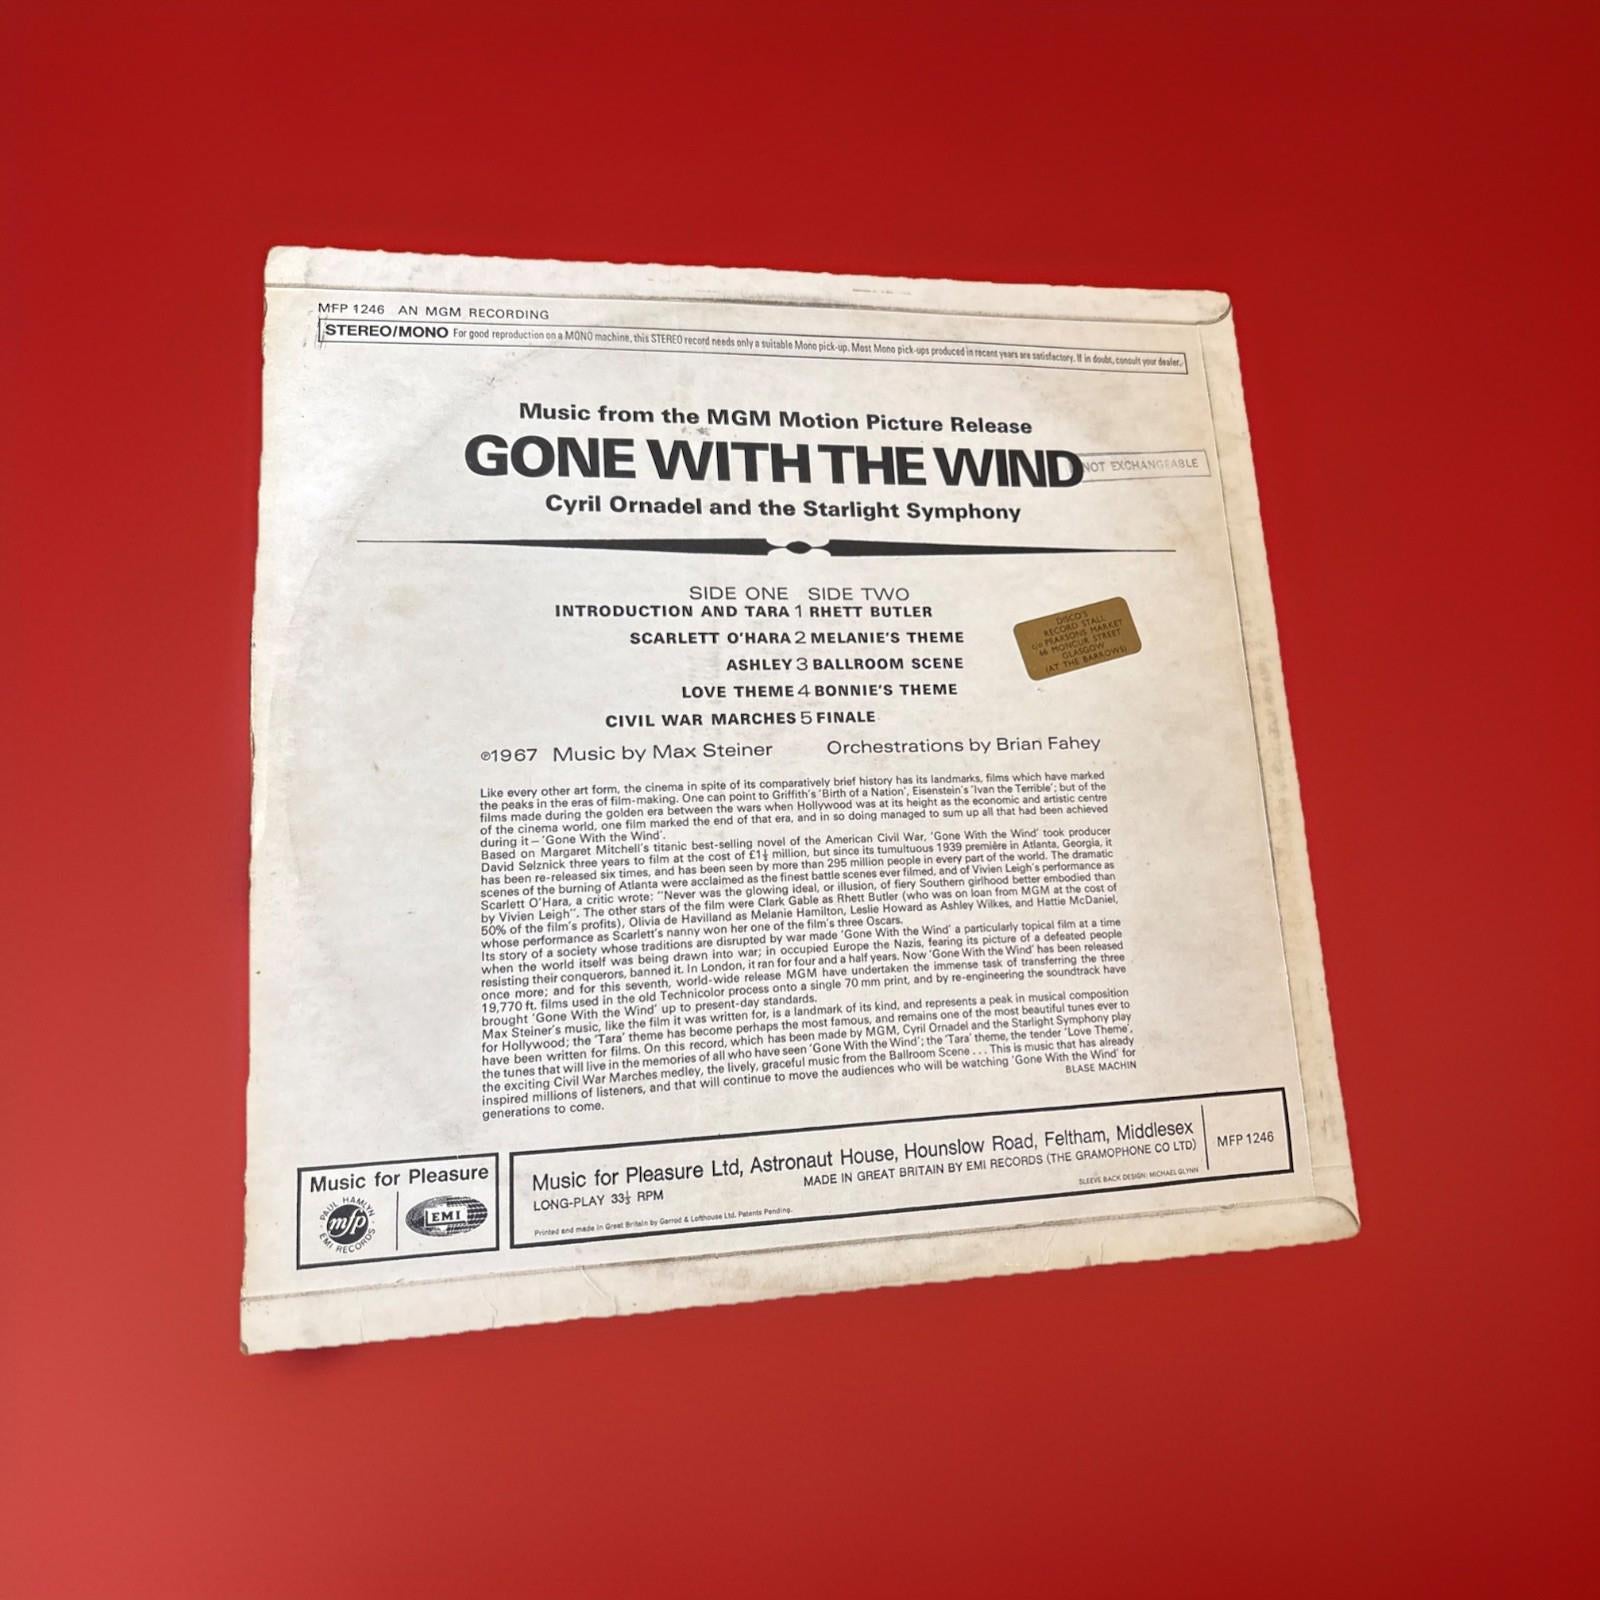 MFP 1246 AN MGM RECORDING
STEREO/MONO For good reproduction on a MONO machine, this STEREO record needs only a suitable Mono pick-up. Most Mono pick-ups produced in recent years are satisfactory. If in doubt, consult your dealer.
Music from the MGM Motion Picture Release
GONE WITH THE WIND
NOT EXCHANGEABLE
Cyril Ornadel and the Starlight Symphony
SIDE ONE SIDE TWO
INTRODUCTION AND TARA 1 RHETT BUTLER
SCARLETT O'HARA 2 MELANIE'S THEME
ASHLEY 3 BALLROOM SCENE
LOVE THEME 4 BONNIE'S THEME
CIVIL WAR MARCHES 5 FINALE
DISCO'S
RECORD STALL
c/o PEARSONS MARKET
66 MONCUR STREET
GLASGOW
(AT THE BARROWS)
℗1967 Music by Max Steiner Orchestrations by Brian Fahey
Like every other art form, the cinema in spite of its comparatively brief history has its landmarks, films which have marked
the peaks in the eras of film-making. One can point to Griffith's 'Birth of a Nation', Eisenstein's 'Ivan the Terrible'; but of the
films made during the golden era between the wars when Hollywood was at its height as the economic and artistic centre
of the cinema world, one film marked the end of that era, and in so doing managed to sum up all that had been achieved
during it – 'Gone With the Wind'.
Based on Margaret Mitchell's titanic best-selling novel of the American Civil War, 'Gone With the Wind' took producer
David Selznick three years to film at the cost of £1¼ million, but since its tumultuous 1939 première in Atlanta, Georgia, it
has been re-released six times, and has been seen by more than 295 million people in every part of the world. The dramatic
scenes of the burning of Atlanta were acclaimed as the finest battle scenes ever filmed, and of Vivien Leigh's performance as
Scarlett O'Hara, a critic wrote: "Never was the glowing ideal, or illusion, of fiery Southern girlhood better embodied than
by Vivien Leigh". The other stars of the film were Clark Gable as Rhett Butler (who was on loan from MGM at the cost of
50% of the film's profits), Olivia de Havilland as Melanie Hamilton, Leslie Howard as Ashley Wilkes, and Hattie McDaniel,
whose performance as Scarlett's nanny won her one of the film's three Oscars.
Its story of a society whose traditions are disrupted by war made 'Gone With the Wind' a particularly topical film at a time
when the world itself was being drawn into war; in occupied Europe the Nazis, fearing its picture of a defeated people
resisting their conquerors, banned it. In London, it ran for four and a half years. Now 'Gone With the Wind' has been released
once more; and for this seventh, world-wide release MGM have undertaken the immense task of transferring the three
19,770 ft. films used in the old Technicolor process onto a single 70 mm print, and by re-engineering the soundtrack have
brought 'Gone With the Wind' up to present-day standards.
Max Steiner's music, like the film it was written for, is a landmark of its kind, and represents a peak in musical composition
for Hollywood; the 'Tara' theme has become perhaps the most famous, and remains one of the most beautiful tunes ever to
have been written for films. On this record, which has been made by MGM, Cyril Ornadel and the Starlight Symphony play
the tunes that will live in the memories of all who have seen 'Gone With the Wind'; the 'Tara' theme, the tender 'Love Theme',
the exciting Civil War Marches medley, the lively, graceful music from the Ballroom Scene . . . This is music that has already
inspired millions of listeners, and that will continue to move the audiences who will be watching 'Gone With the Wind' for
generations to come.
BLASE MACHIN
Music for Pleasure
PAUL HAMLYN
mfp
EMI RECORDS
EMI
Music for Pleasure Ltd, Astronaut House, Hounslow Road, Feltham, Middlesex
LONG-PLAY 33⅓ RPM MADE IN GREAT BRITAIN BY EMI RECORDS (THE GRAMOPHONE CO LTD)
Printed and made in Great Britain by Garrod & Lofthouse Ltd. Patents Pending. SLEEVE BACK DESIGN: MICHAEL GLYNN
MFP 1246